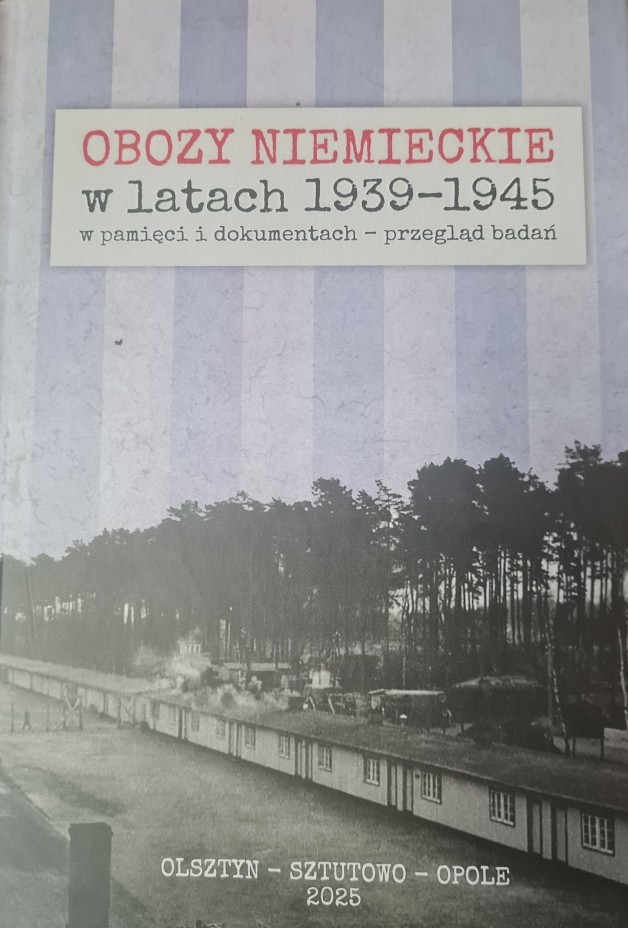 OBOZY NIEMIECKIE
w latach 1939–1945
w pamięci i dokumentach – przegląd badań
OLSZTYN – SZTUTOWO – OPOLE
2025